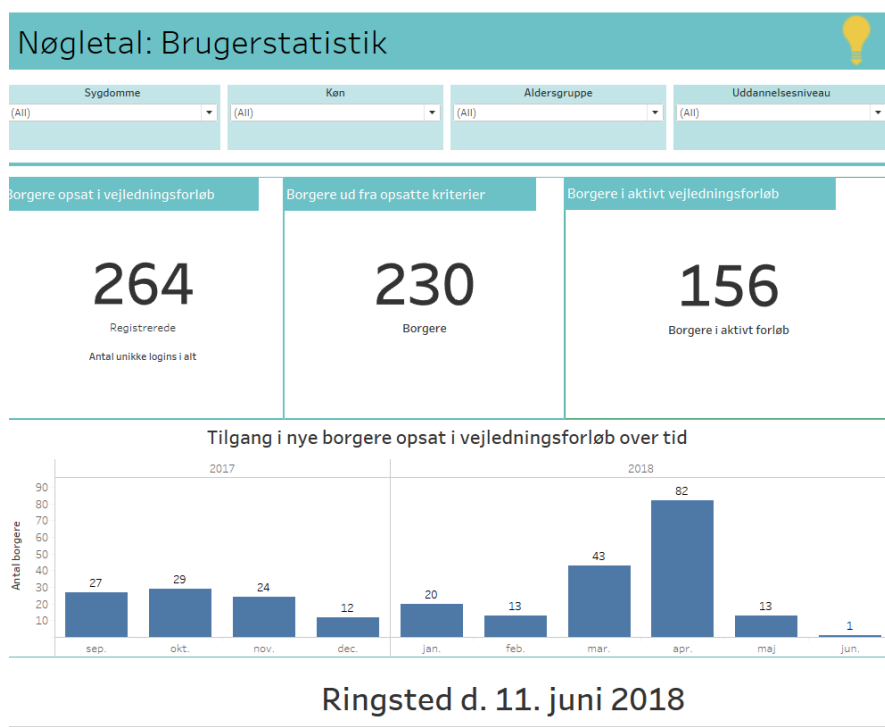 Nøgletal: Brugerstatistik
Sygdomme Køn Aldersgruppe Uddannelsesniveau
(All) (All) (All) (All)
Borgere opsat i vejledningsforløb Borgere ud fra opsatte kriterier Borgere i aktivt vejledningsforløb
264 230 156
Registrerede Borgere Borgere i aktivt forløb
Antal unikke logins i alt
Tilgang i nye borgere opsat i vejledningsforløb over tid
2017 2018
Antal borgere
90
80
70
60
50
40
30
20
10
27 29 24 12 20 13 43 82 13 1
sep. okt. nov. dec. jan. feb. mar. apr. maj jun.
Ringsted d. 11. juni 2018